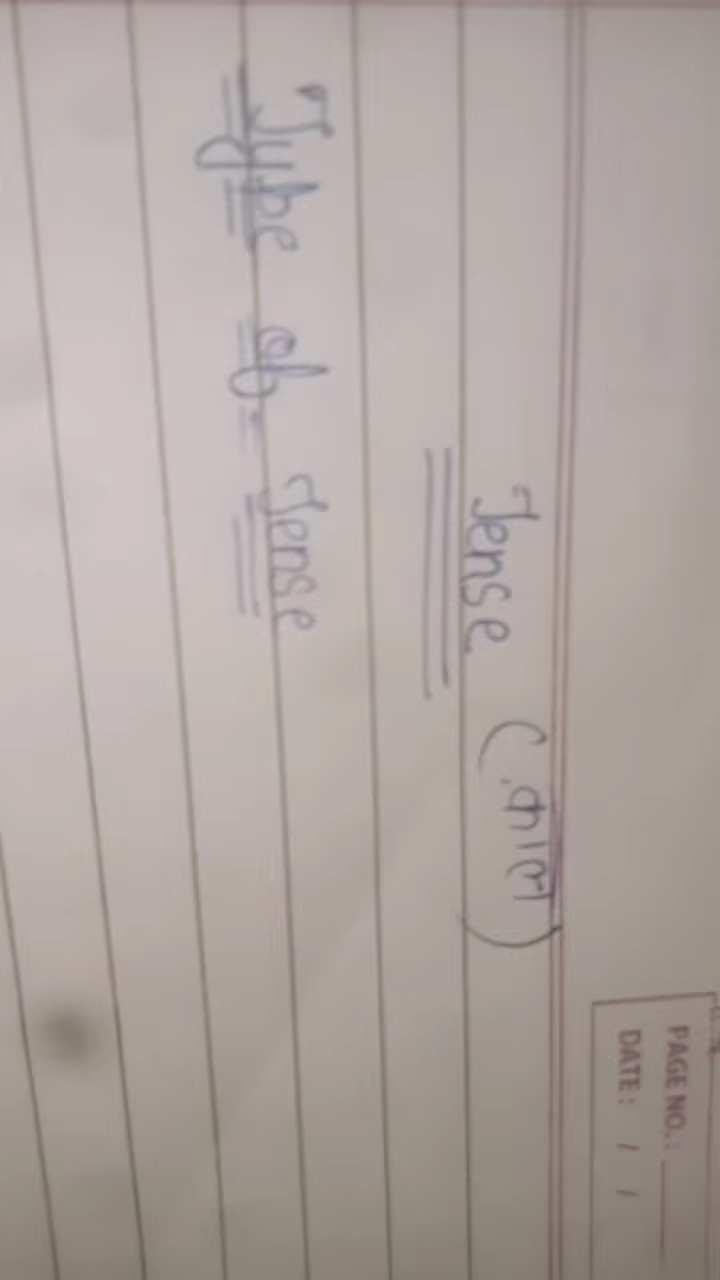 PAGE NO. :
DATE : / /
Tense (काल)
Type of Tense